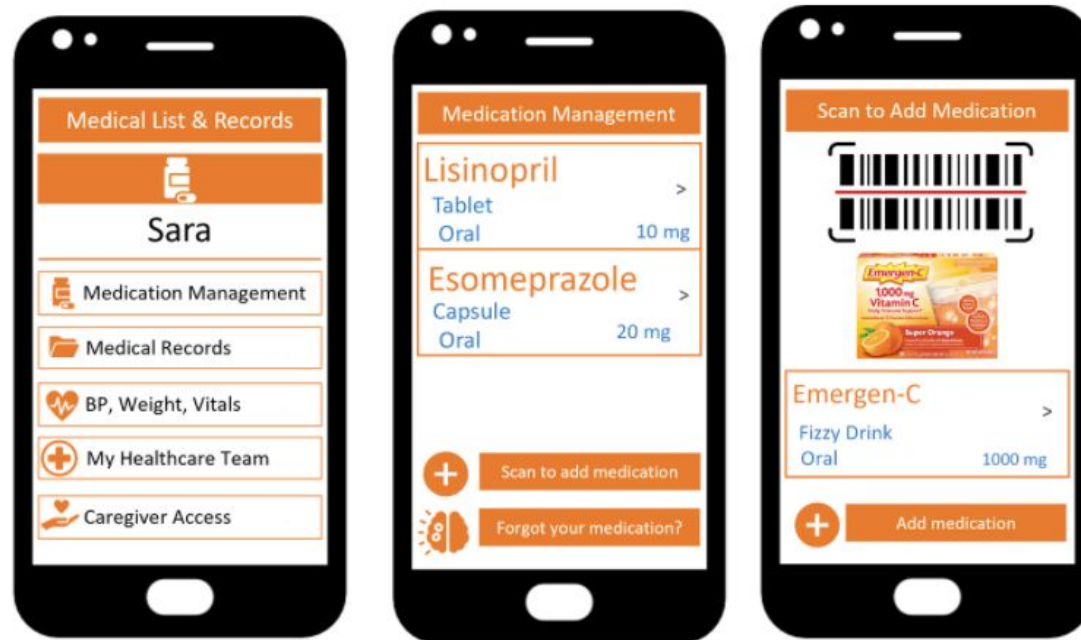 Medical List & Records
Sara
Medication Management
Medical Records
BP, Weight, Vitals
My Healthcare Team
Caregiver Access
Medication Management
Lisinopril
>
Tablet
Oral
10 mg
Esomeprazole
>
Capsule
Oral
20 mg
Scan to add medication
Forgot your medication?
Scan to Add Medication
Emergen-C
1,000 mg
Vitamin C
Super Orange
Emergen-C
>
Fizzy Drink
Oral
1000 mg
Add medication